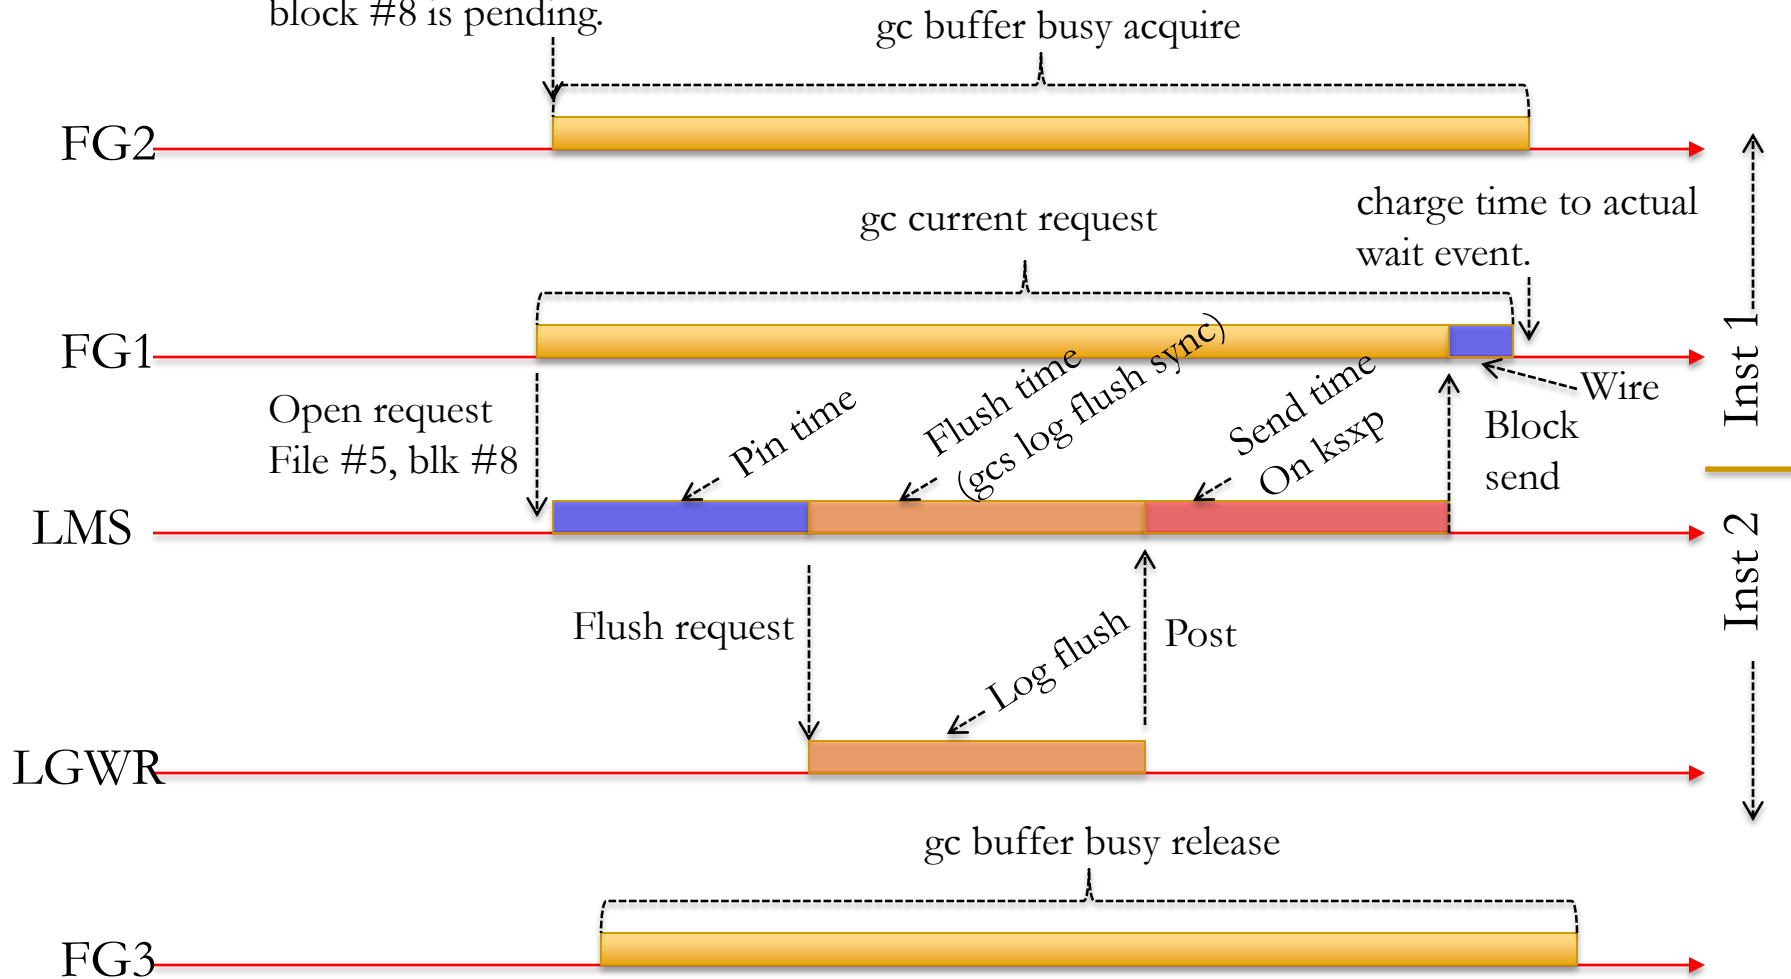 block #8 is pending.
gc buffer busy acquire
FG2
gc current request
charge time to actual
wait event.
FG1
Inst 1
Wire
Open request
File #5, blk #8
Pin time
Flush time
(gcs log flush sync)
Send time
On ksxp
Block
send
LMS
Inst 2
Flush request
Log flush
Post
LGWR
gc buffer busy release
FG3